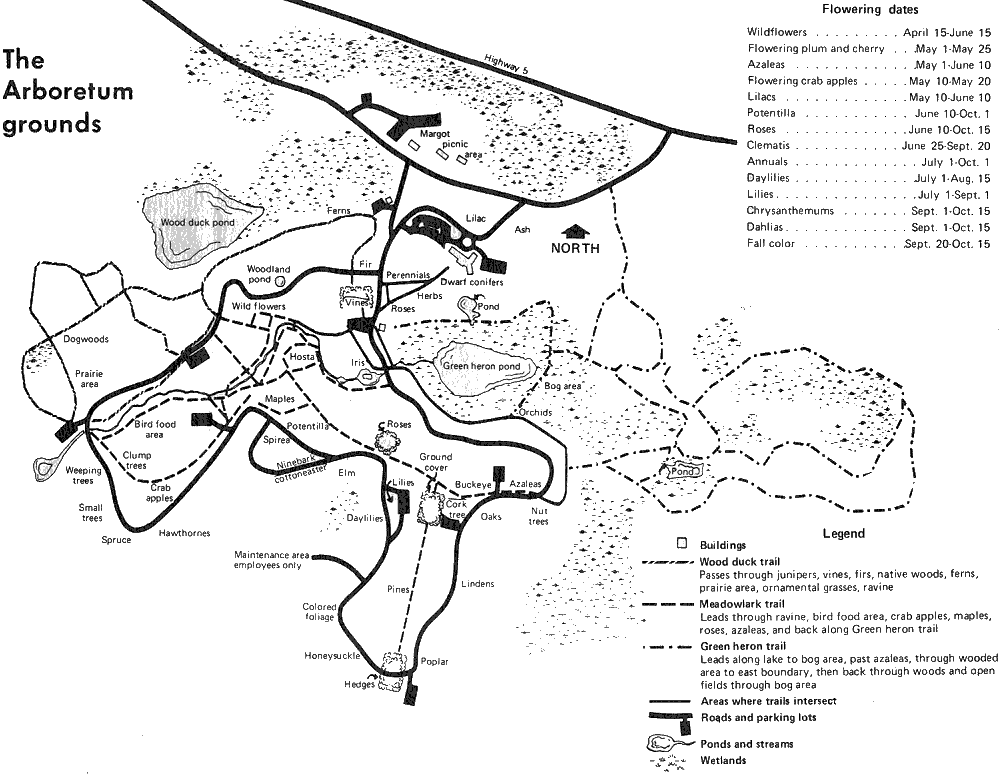 The
Arboretum
grounds
Flowering dates
Wildflowers . . . . . . . . . April 15-June 15
Flowering plum and cherry . . May 1-May 25
Azaleas . . . . . . . . . . . . May 1-June 10
Flowering crab apples . . . . . May 10-May 20
Lilacs . . . . . . . . . . . . May 10-June 10
Potentilla . . . . . . . . . . . June 10-Oct. 1
Roses . . . . . . . . . . . . June 10-Oct. 15
Clematis . . . . . . . . . . . June 25-Sept. 20
Annuals . . . . . . . . . . . . July 1-Oct. 1
Daylilies . . . . . . . . . . . July 1-Aug. 15
Lilies . . . . . . . . . . . . . July 1-Sept. 1
Chrysanthemums . . . . . . Sept. 1-Oct. 15
Dahlias . . . . . . . . . . . . Sept. 1-Oct. 15
Fall color . . . . . . . . . . Sept. 20-Oct. 15
Highway 5
Margot
picnic
area
Wood duck pond
Ferns
Lilac
Ash
NORTH
Woodland
pond
Fir
Perennials
Dwarf conifers
Herbs
Vines
Roses
Pond
Wild flowers
Dogwoods
Hosta
Iris
Green heron pond
Prairie
area
Bog area
Maples
Orchids
Bird food
area
Potentilla
Roses
Spirea
Clump
trees
Ninebark
cottoneaster
Elm
Ground
cover
Weeping
trees
Pond
Crab
apples
Lilies
Buckeye
Azaleas
Small
trees
Daylilies
Cork
tree
Oaks
Nut
trees
Spruce
Hawthornes
Maintenance area
employees only
Pines
Lindens
Colored
foliage
Honeysuckle
Poplar
Hedges
Legend
Buildings
Wood duck trail
Passes through junipers, vines, firs, native woods, ferns,
prairie area, ornamental grasses, ravine
Meadowlark trail
Leads through ravine, bird food area, crab apples, maples,
roses, azaleas, and back along Green heron trail
Green heron trail
Leads along lake to bog area, past azaleas, through wooded
area to east boundary, then back through woods and open
fields through bog area
Areas where trails intersect
Roads and parking lots
Ponds and streams
Wetlands